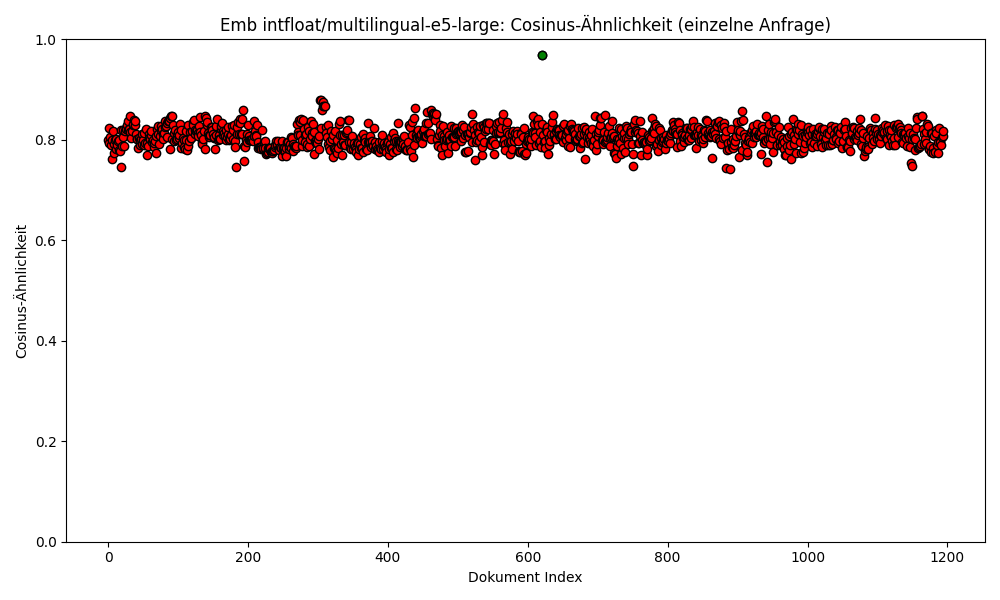 Emb intfloat/multilingual-e5-large: Cosinus-Ähnlichkeit (einzelne Anfrage)
1.0
0.8
0.6
0.4
0.2
0.0
Cosinus-Ähnlichkeit
0 200 400 600 800 1000 1200
Dokument Index